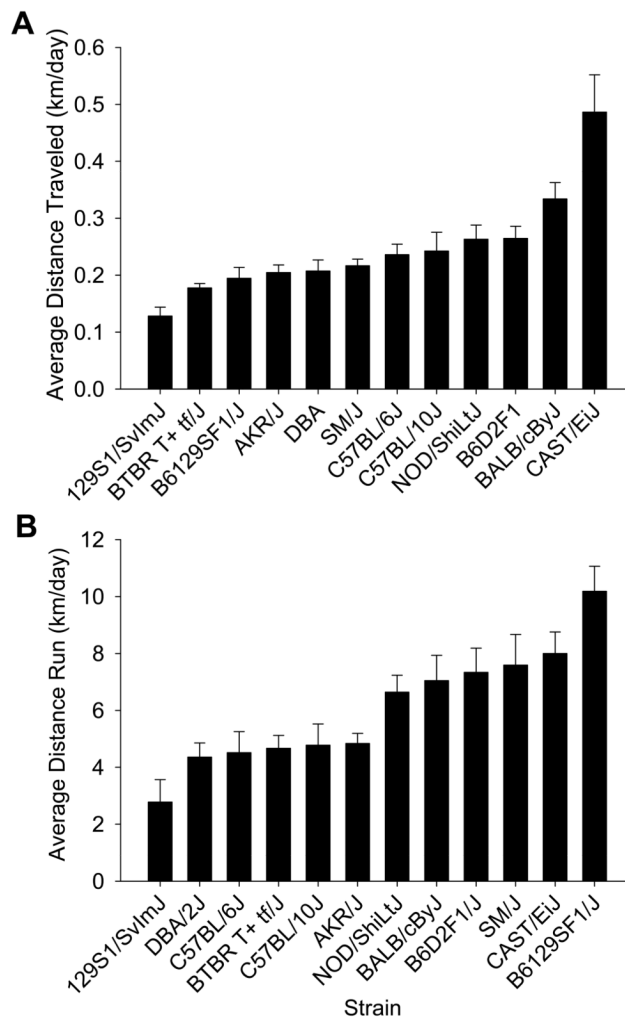 A
Average Distance Traveled (km/day)
0.6
0.5
0.4
0.3
0.2
0.1
0.0
129S1/SvImJ
BTBR T+ tf/J
B6129SF1/J
AKR/J
DBA
SM/J
C57BL/6J
C57BL/10J
NOD/ShiLtJ
B6D2F1
BALB/cByJ
CAST/EiJ
B
Average Distance Run (km/day)
12
10
8
6
4
2
0
129S1/SvImJ
DBA/2J
C57BL/6J
BTBR T+ tf/J
C57BL/10J
AKR/J
NOD/ShiLtJ
BALB/cByJ
B6D2F1/J
SM/J
CAST/EiJ
B6129SF1/J
Strain